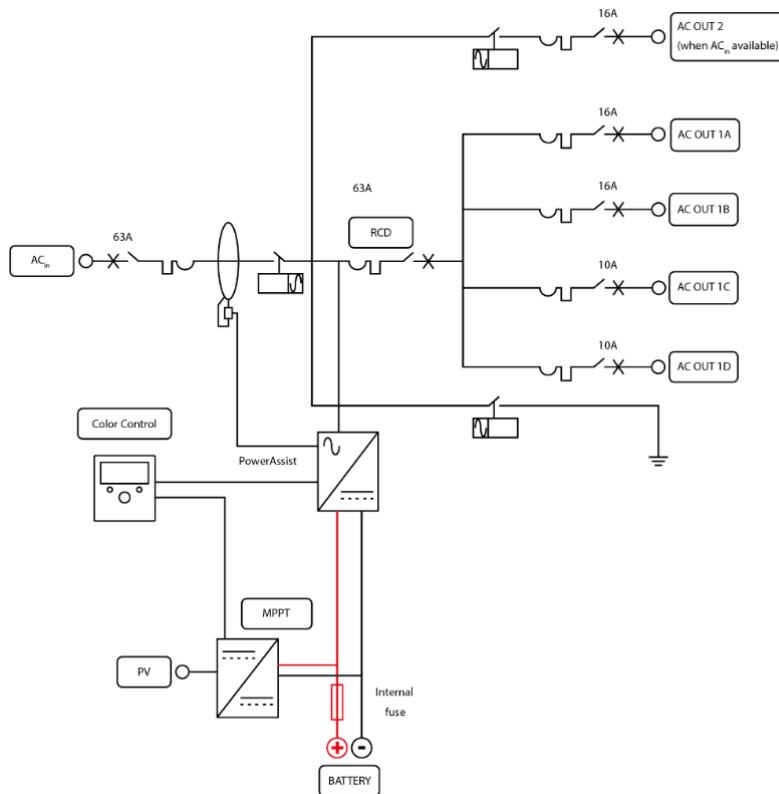 16A
AC OUT 2
(when ACin available)
16A
AC OUT 1A
63A
16A
RCD
AC OUT 1B
63A
ACin
10A
AC OUT 1C
10A
AC OUT 1D
Color Control
PowerAssist
MPPT
PV
Internal
fuse
+ -
BATTERY